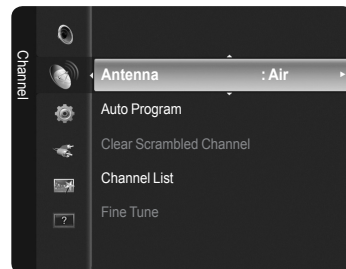 Channel
Antenna : Air
Auto Program
Clear Scrambled Channel
Channel List
Fine Tune
?